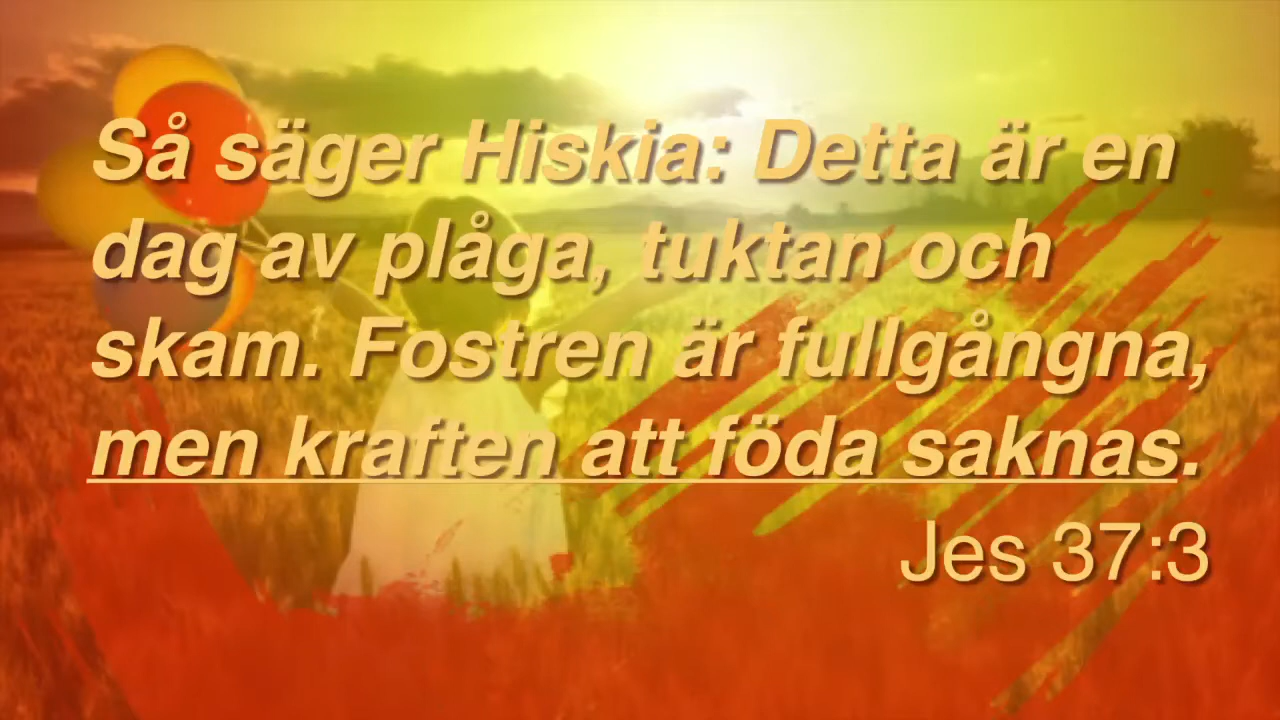 Så säger Hiskia: Detta är en
dag av plåga, tuktan och
skam. Fostren är fullgångna,
men kraften att föda saknas.
Jes 37:3